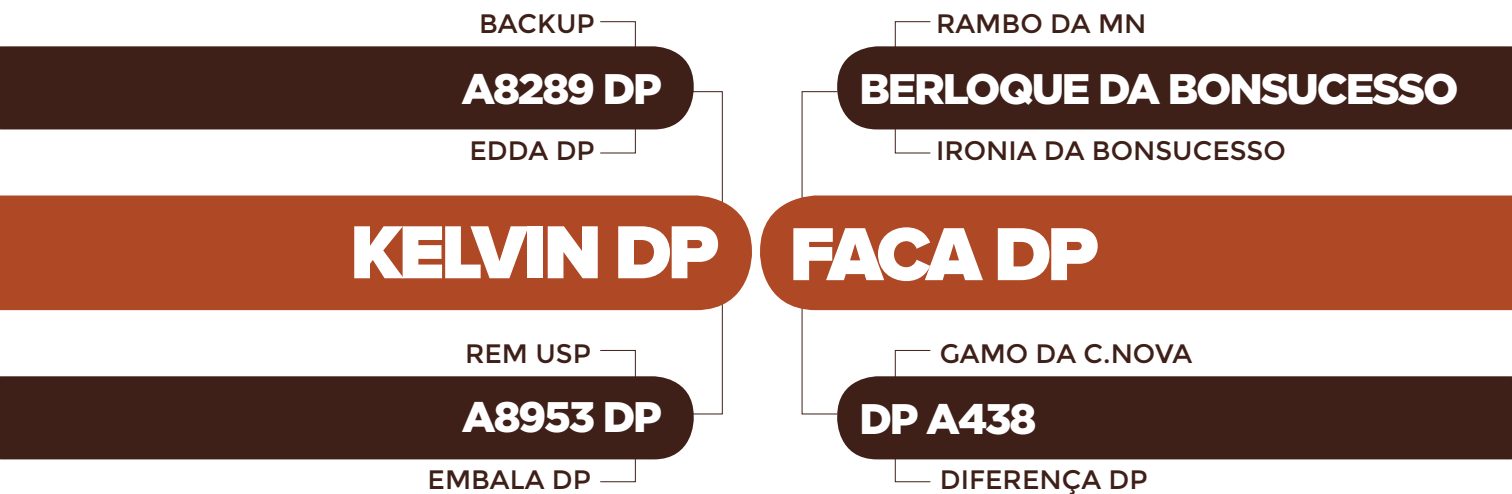 BACKUP
A8289 DP
EDDA DP
KELVIN DP
REM USP
A8953 DP
EMBALA DP
RAMBO DA MN
BERLOQUE DA BONSUCESSO
IRONIA DA BONSUCESSO
FACA DP
GAMO DA C.NOVA
DP A438
DIFERENÇA DP